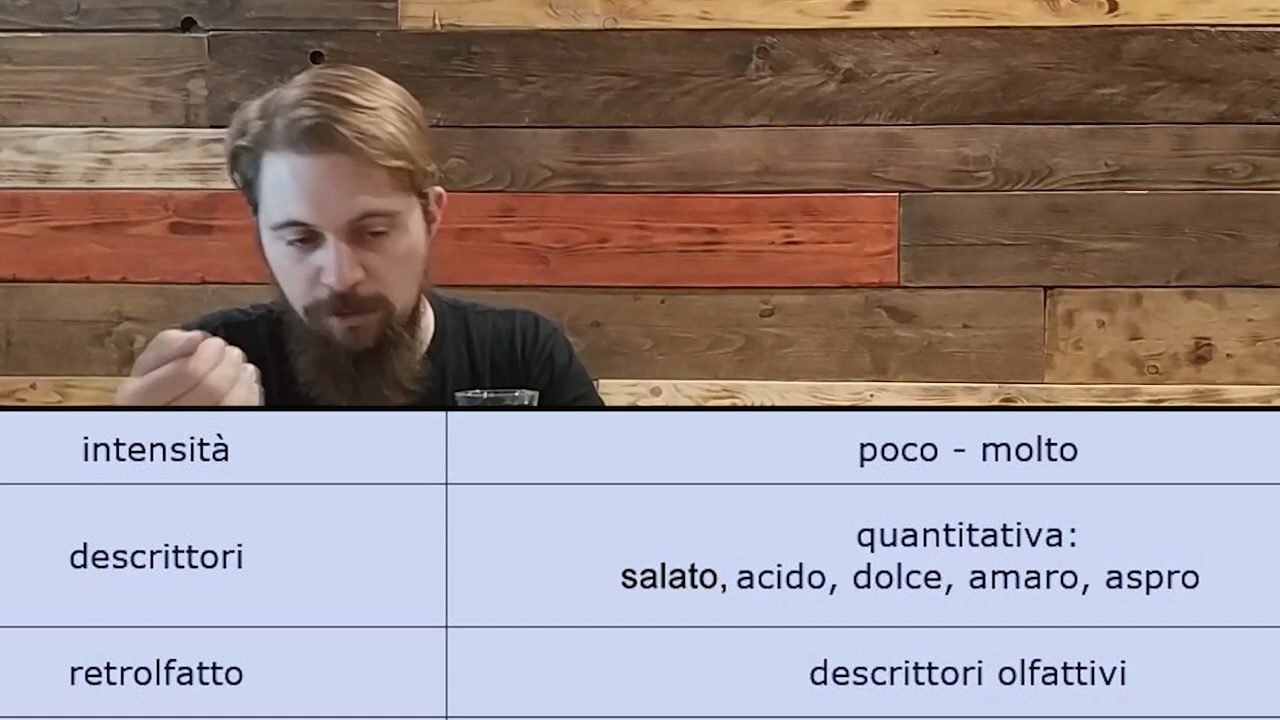 intensità
poco - molto
descrittori
quantitativa:
salato, acido, dolce, amaro, aspro
retrolfatto
descrittori olfattivi